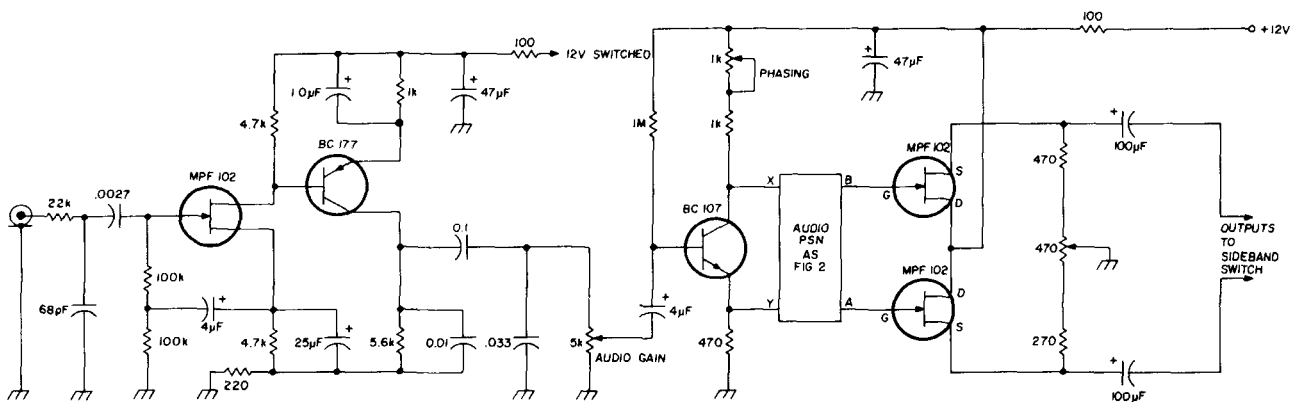 100
12V SWITCHED
1.0µF
+
1k
+
47µF
4.7k
BC 177
MPF 102
22k
.0027
68pF
100k
100k
4µF
+
4.7k
25µF
+
220
5.6k
0.01
0.1
.033
5k
AUDIO GAIN
1M
+
4µF
1k
PHASING
1k
BC 107
470
X
Y
AUDIO
PSN
AS
FIG 2
B
A
+
47µF
100
+12V
MPF 102
G
S
D
MPF 102
G
D
S
470
470
270
+
100µF
+
100µF
OUTPUTS
TO
SIDEBAND
SWITCH